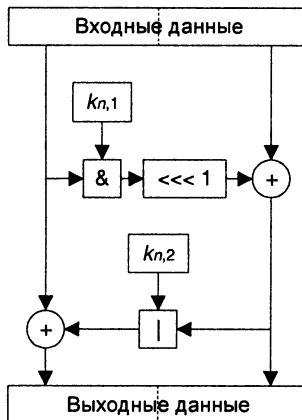 Входные данные
kn,1
&
<<< 1
+
kn,2
+
|
Выходные данные